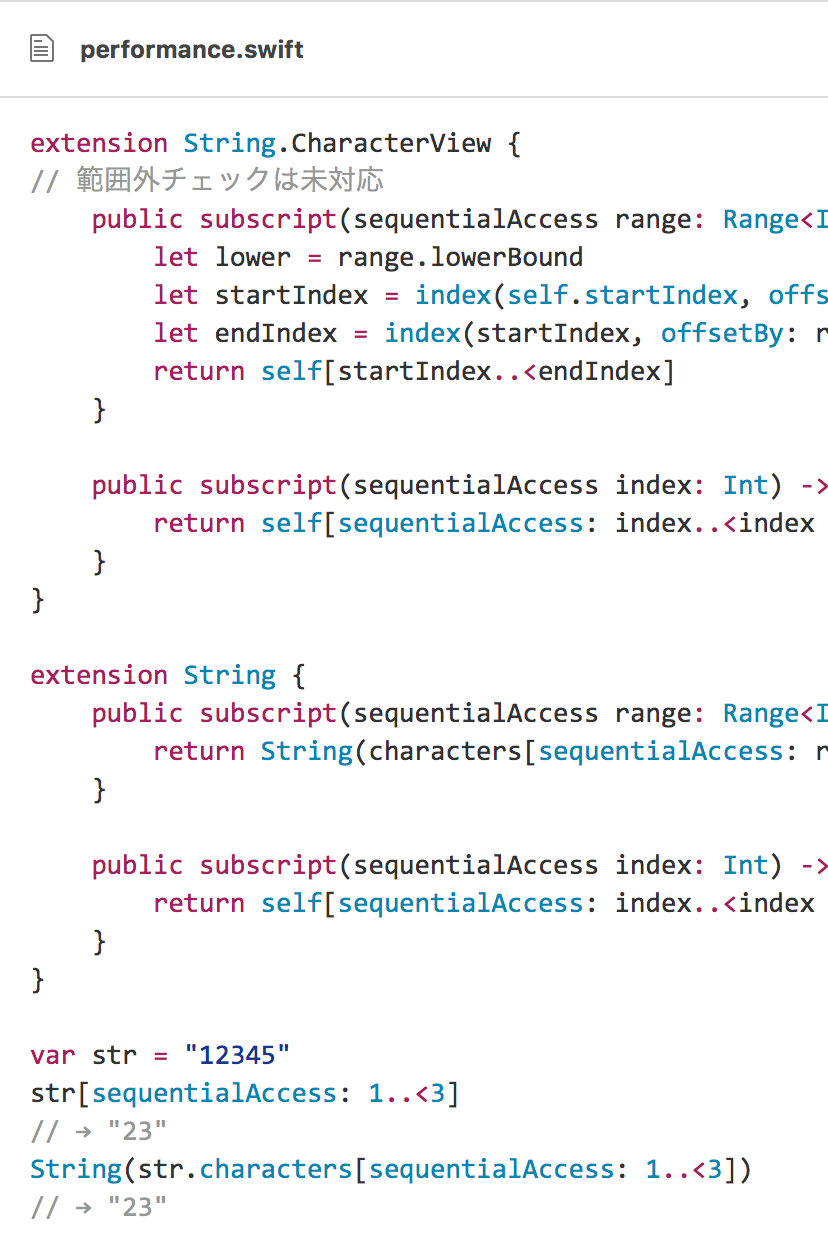 performance.swift
extension String.CharacterView {
// 範囲外チェックは未対応
    public subscript(sequentialAccess range: Range<I
        let lower = range.lowerBound
        let startIndex = index(self.startIndex, offs
        let endIndex = index(startIndex, offsetBy: r
        return self[startIndex..<endIndex]
    }
    public subscript(sequentialAccess index: Int) ->
        return self[sequentialAccess: index..<index
    }
}
extension String {
    public subscript(sequentialAccess range: Range<I
        return String(characters[sequentialAccess: r
    }
    public subscript(sequentialAccess index: Int) ->
        return self[sequentialAccess: index..<index
    }
}
var str = "12345"
str[sequentialAccess: 1..<3]
// → "23"
String(str.characters[sequentialAccess: 1..<3])
// → "23"